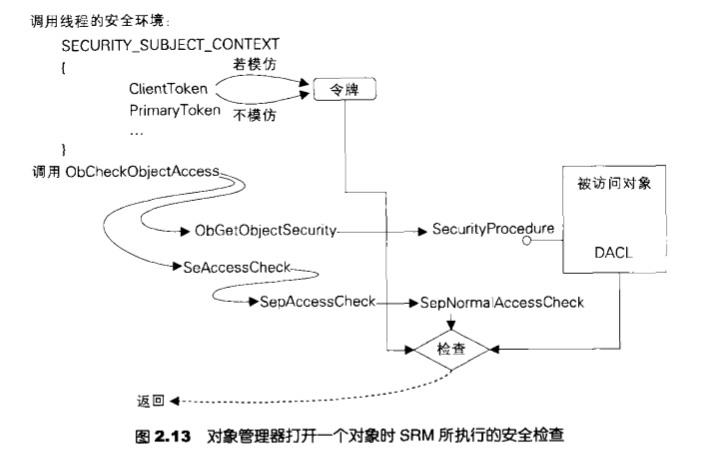 调用线程的安全环境:
SECURITY_SUBJECT_CONTEXT
{
若模仿
ClientToken
令牌
PrimaryToken
不模仿
...
}
调用 ObCheckObjectAccess
被访问对象
ObGetObjectSecurity
SecurityProcedure
DACL
SeAccessCheck
SepAccessCheck
SepNormalAccessCheck
检查
返回
图 2.13 对象管理器打开一个对象时 SRM 所执行的安全检查